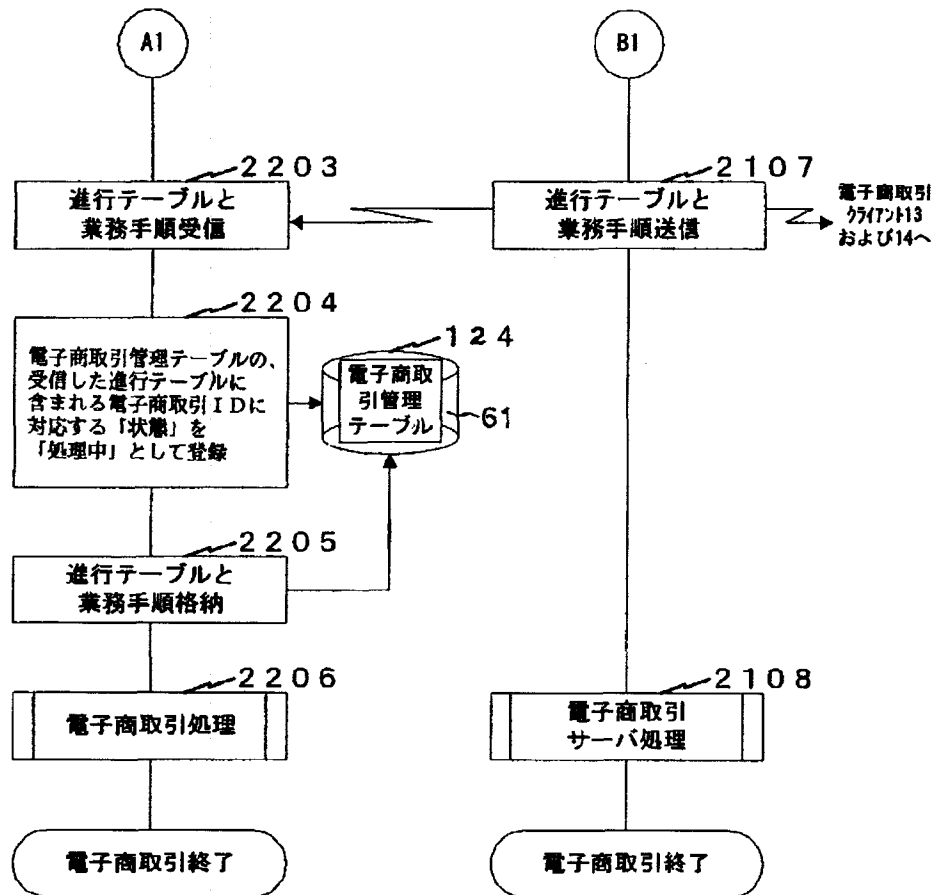 A1
B1
2203
進行テーブルと
業務手順受信
2107
進行テーブルと
業務手順送信
電子商取引
クライアント13
および14へ
2204
電子商取引管理テーブルの、
受信した進行テーブルに
含まれる電子商取引IDに
対応する「状態」を
「処理中」として登録
124
電子商取
引管理
テーブル
61
2205
進行テーブルと
業務手順格納
2206
電子商取引処理
2108
電子商取引
サーバ処理
電子商取引終了
電子商取引終了